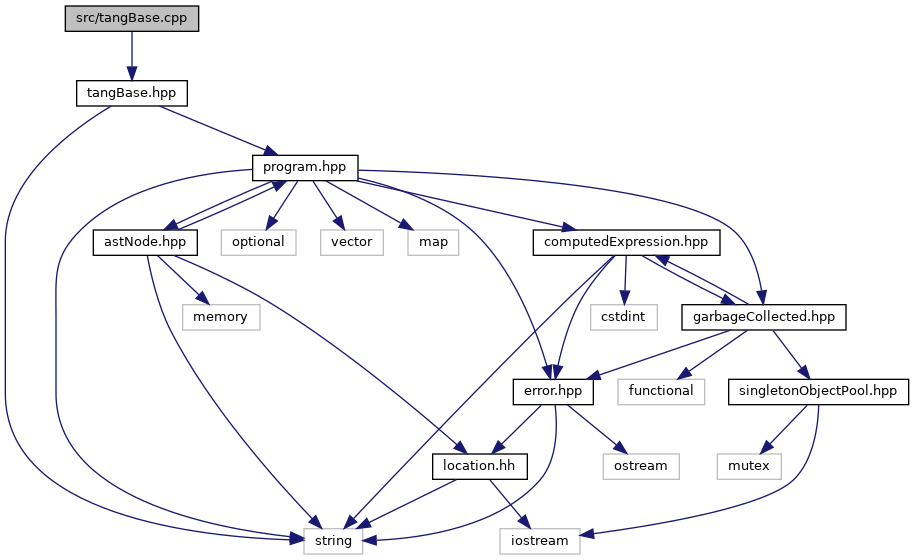 src/tangBase.cpp
tangBase.hpp
program.hpp
astNode.hpp
optional
vector
map
computedExpression.hpp
memory
cstdint
garbageCollected.hpp
error.hpp
functional
singletonObjectPool.hpp
location.hh
ostream
mutex
string
iostream